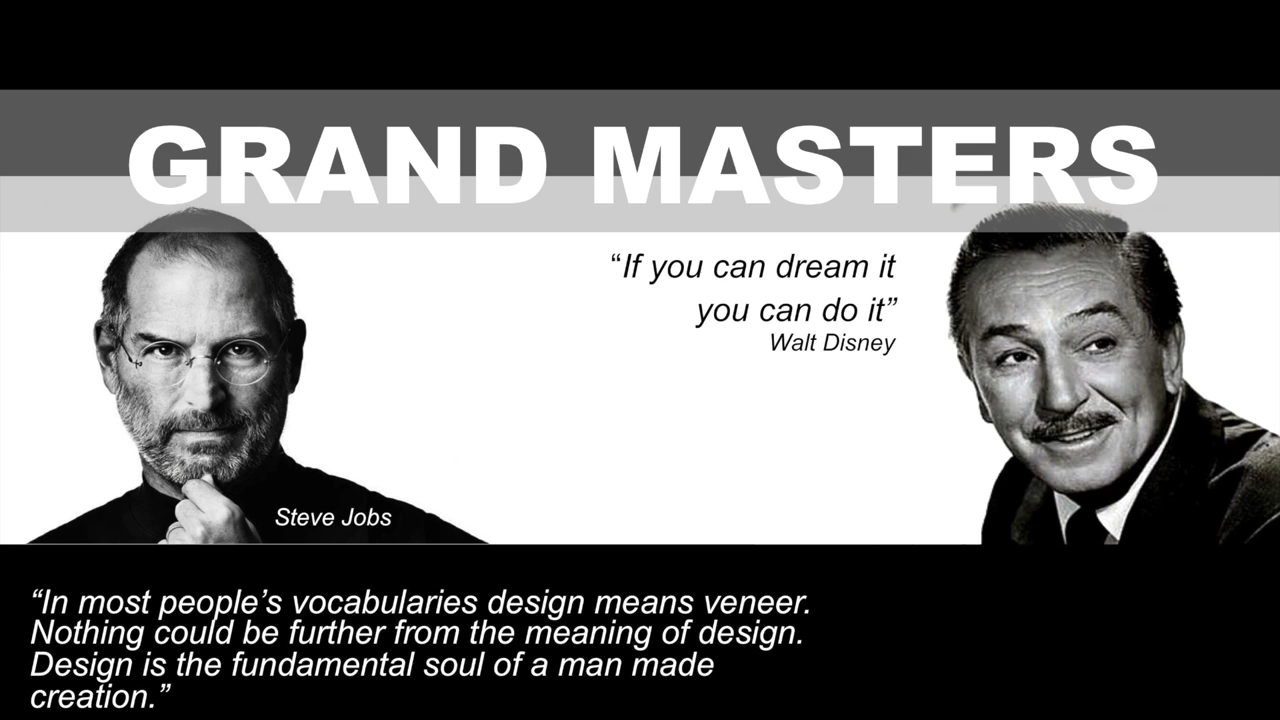 GRAND MASTERS
“If you can dream it
you can do it”
Walt Disney
Steve Jobs
“In most people’s vocabularies design means veneer.
Nothing could be further from the meaning of design.
Design is the fundamental soul of a man made
creation.”